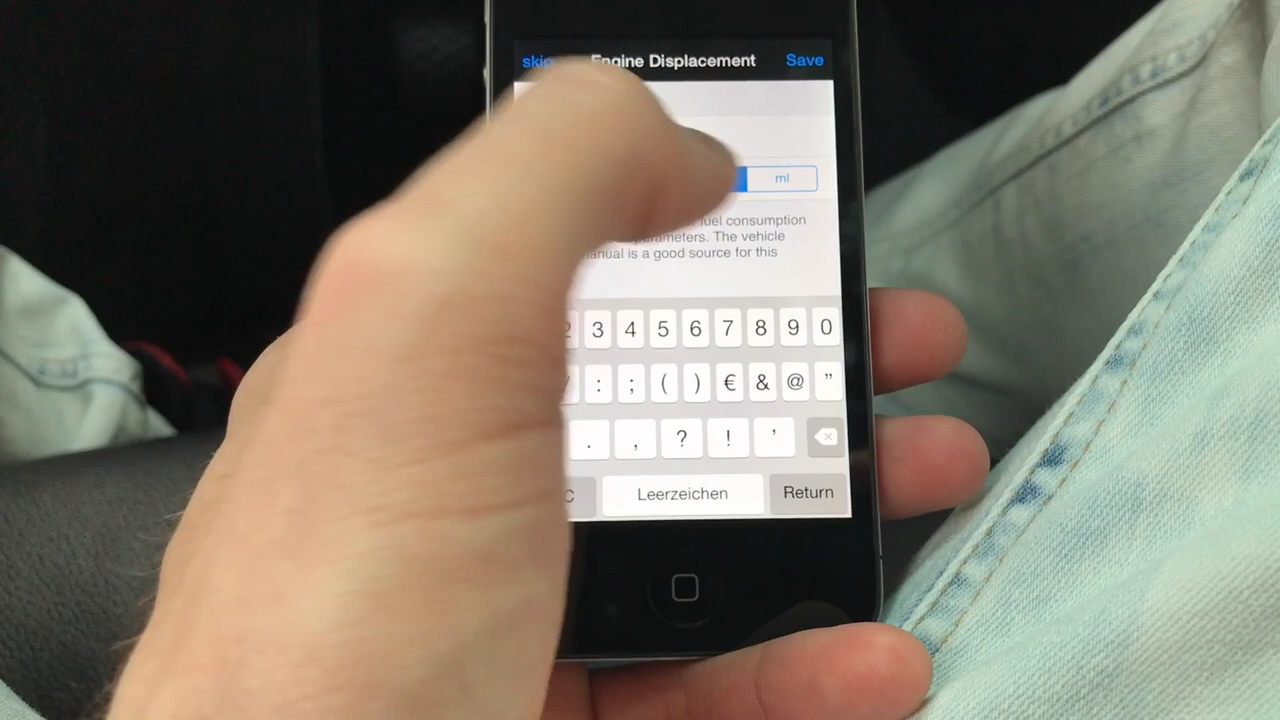 skip Engine Displacement Save
ml
fuel consumption
parameters. The vehicle
manual is a good source for this
2 3 4 5 6 7 8 9 0
/ : ; ( ) € & @ "
. , ? ! '
Leerzeichen Return